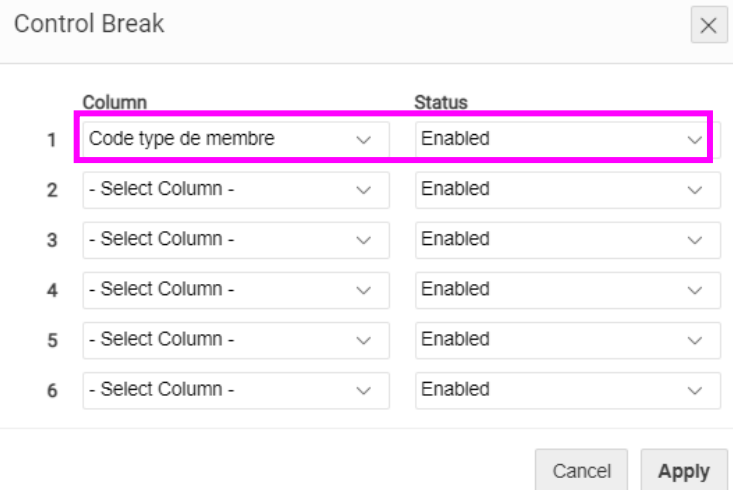 Control Break
Column Status
1 Code type de membre Enabled
2 - Select Column - Enabled
3 - Select Column - Enabled
4 - Select Column - Enabled
5 - Select Column - Enabled
6 - Select Column - Enabled
Cancel Apply